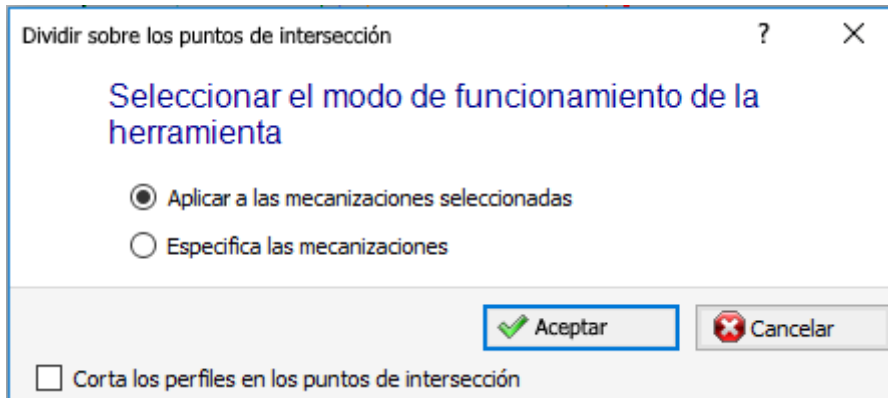 Dividir sobre los puntos de intersección ?
Seleccionar el modo de funcionamiento de la
herramienta
Aplicar a las mecanizaciones seleccionadas
Especifica las mecanizaciones
Aceptar Cancelar
Corta los perfiles en los puntos de intersección